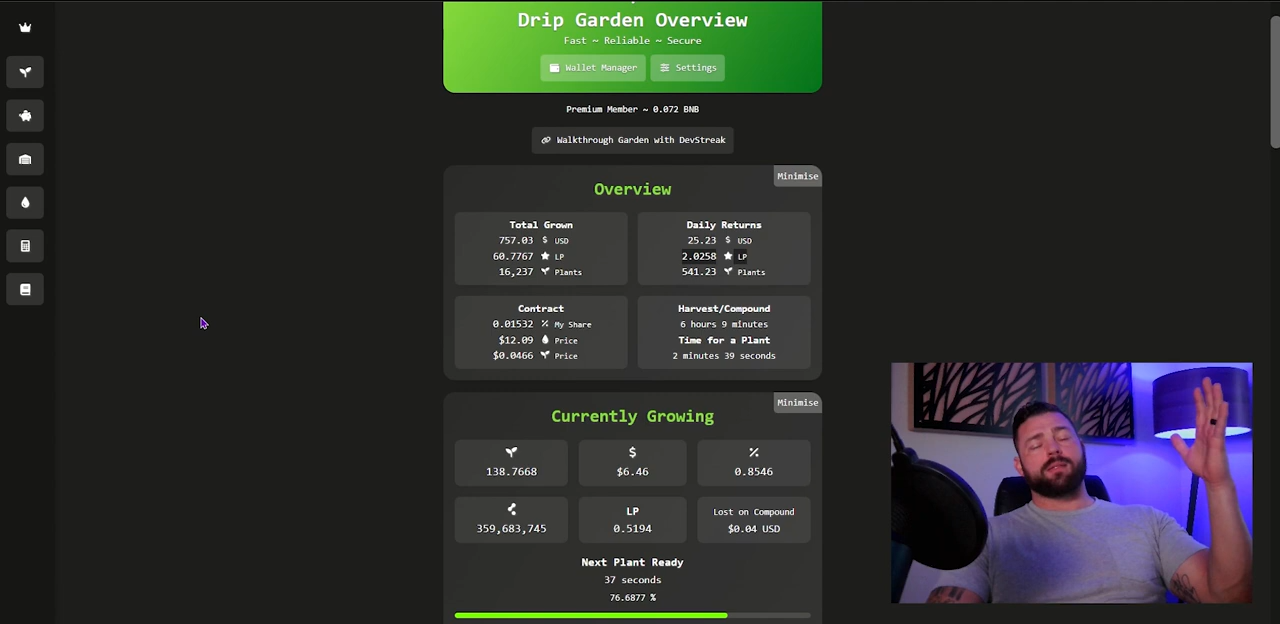 Drip Garden Overview
Fast ~ Reliable ~ Secure
Wallet Manager
Settings
Premium Member ~ 0.072 BNB
Walkthrough Garden with DevStreak
Minimise
Overview
Total Grown
757.03 $ USD
60.7767 LP
16,237 Plants
Daily Returns
25.23 $ USD
2.0258 LP
541.23 Plants
Contract
0.01532 % My Share
$12.09 Price
$0.0466 Price
Harvest/Compound
6 hours 9 minutes
Time for a Plant
2 minutes 39 seconds
Minimise
Currently Growing
138.7668
$
$6.46
%
0.8546
359,683,745
LP
0.5194
Lost on Compound
$0.04 USD
Next Plant Ready
37 seconds
76.6877 %